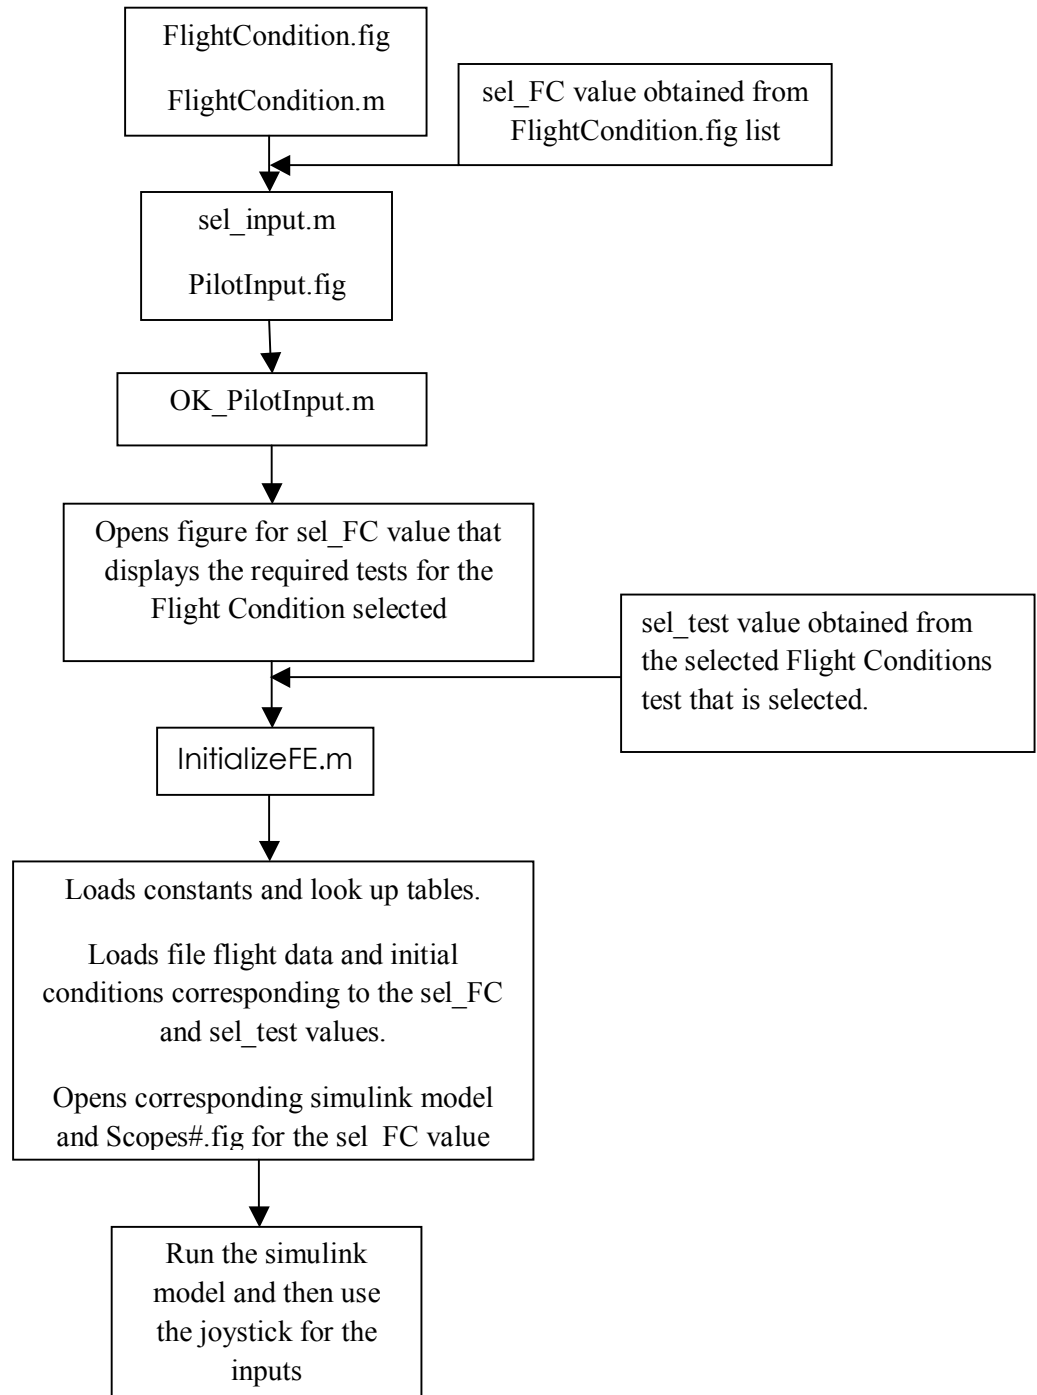 FlightCondition.fig
FlightCondition.m
sel_FC value obtained from
FlightCondition.fig list
sel_input.m
PilotInput.fig
OK_PilotInput.m
Opens figure for sel_FC value that
displays the required tests for the
Flight Condition selected
sel_test value obtained from
the selected Flight Conditions
test that is selected.
InitializeFE.m
Loads constants and look up tables.
Loads file flight data and initial
conditions corresponding to the sel_FC
and sel_test values.
Opens corresponding simulink model
and Scopes#.fig for the sel_FC value
Run the simulink
model and then use
the joystick for the
inputs